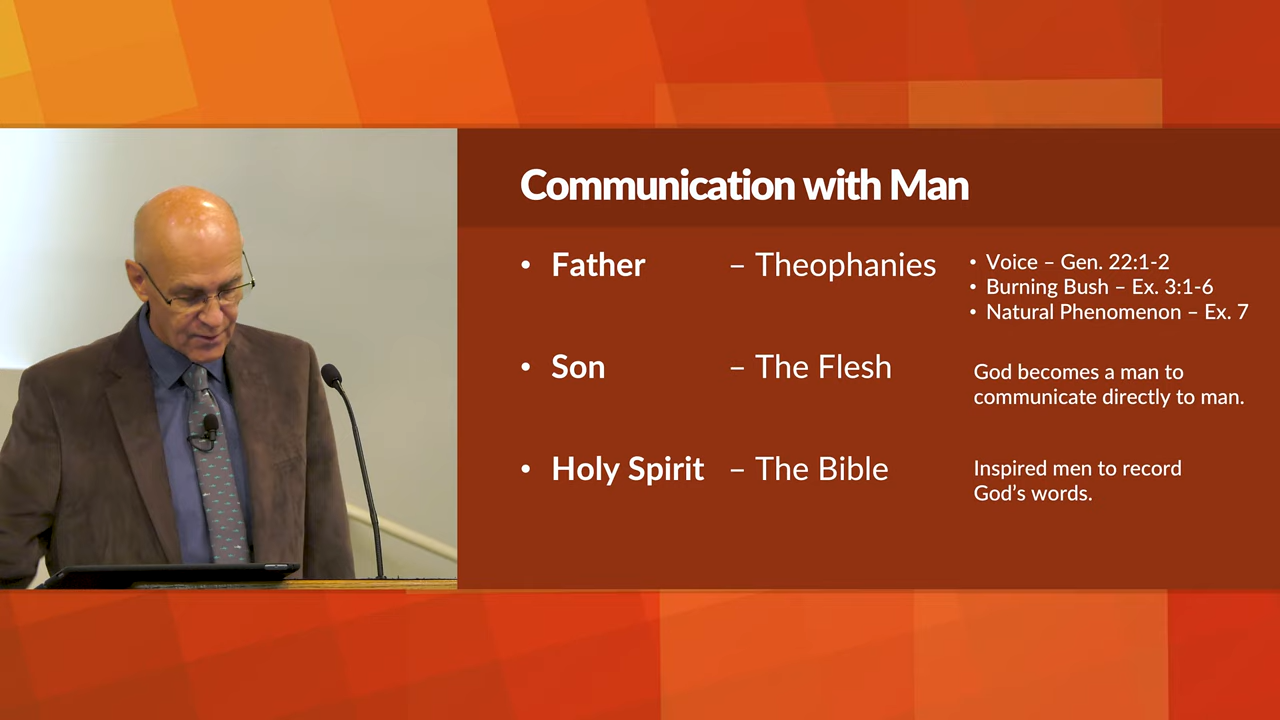 Communication with Man
• Father – Theophanies
• Voice – Gen. 22:1-2
• Burning Bush – Ex. 3:1-6
• Natural Phenomenon – Ex. 7
• Son – The Flesh
God becomes a man to
communicate directly to man.
• Holy Spirit – The Bible
Inspired men to record
God’s words.